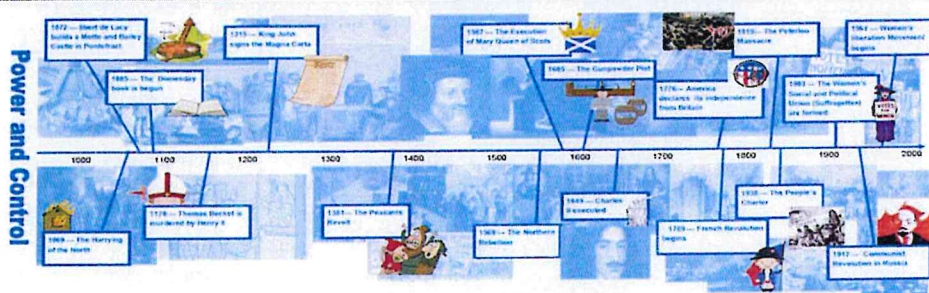 Power and Control
1072 — Ilbert de Lacy
builds a Motte and Bailey
Castle in Pontefract
1085 — The Domesday
book is begun
1215 — King John
signs the Magna Carta
1587 — The Execution
of Mary Queen of Scots
1605 — The Gunpowder Plot
1776 — America
declares its independence
from Britain
1819 — The Peterloo
Massacre
1903 — The Women's
Social and Political
Union (Suffragettes)
are formed
Women's
liberation Movement
begins
1000
1100
1200
1300
1400
1500
1600
1700
1800
1900
2000
1069 — The Harrying
of the North
1170 — Thomas Becket is
murdered by Henry II
1381 — The Peasants
Revolt
1569 — The Northern
Rebellion
1649 — Charles
executed
1789 — French Revolution
begins
1838 — The People's
Charter
1917 — Communist
Revolution in Russia